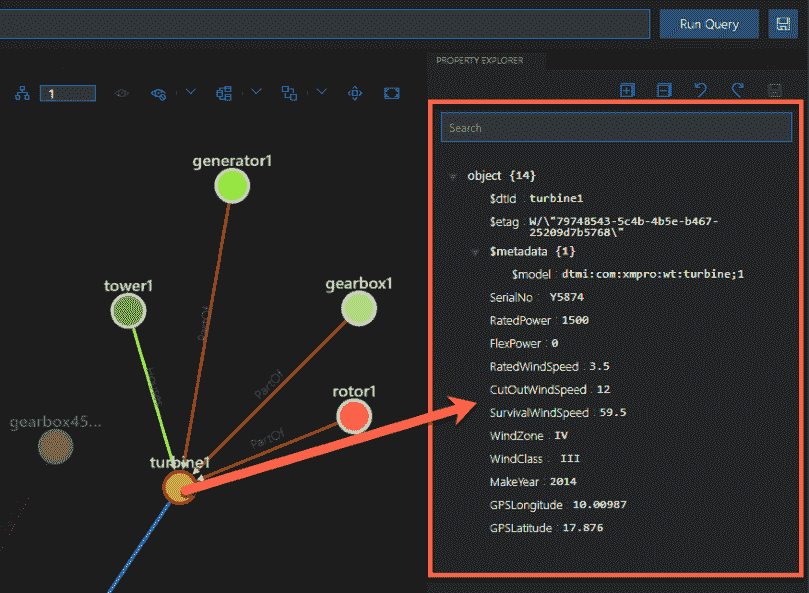 Run Query
PROPERTY EXPLORER
1
Search
object {14}
$dtId : turbine1
$etag : W/\"79748543-5c4b-4b5e-b467-
25209d7b5768\"
$metadata {1}
$model : dtmi:com:xmpro:wt:turbine;1
SerialNo : Y5874
RatedPower : 1500
FlexPower : 0
RatedWindSpeed : 3.5
CutOutWindSpeed : 12
SurvivalWindSpeed : 59.5
WindZone : IV
WindClass : III
MakeYear : 2014
GPSLongitude : 10.00987
GPSLatitude : 17.876
generator1
tower1
gearbox1
PartOf
PartOf
rotor1
gearbox45...
PartOf
turbine1